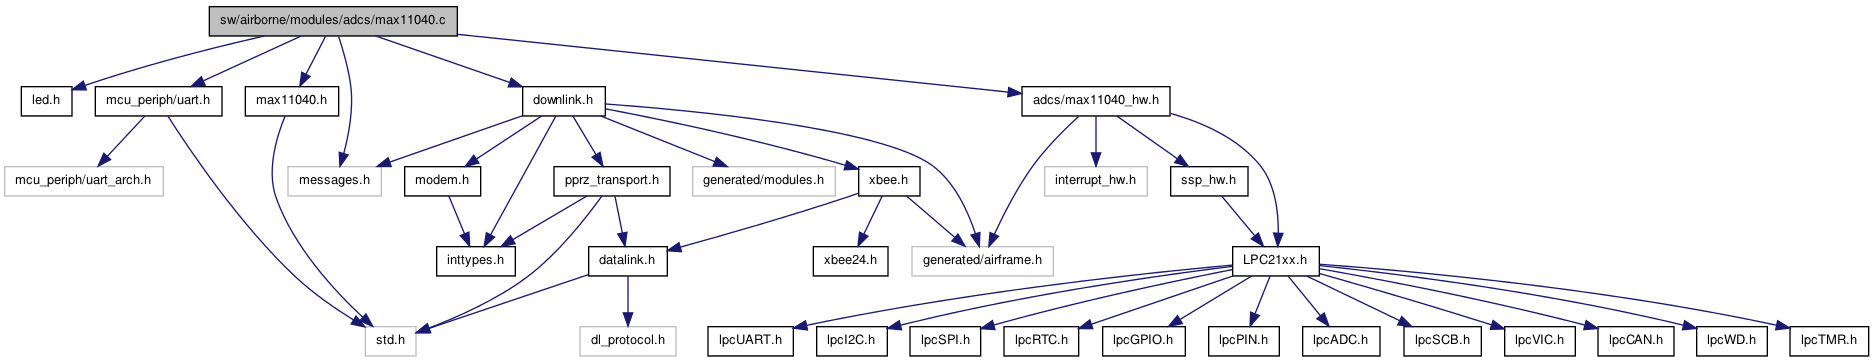 sw/airborne/modules/adcs/max11040.c
led.h
mcu_periph/uart.h
max11040.h
downlink.h
adcs/max11040_hw.h
mcu_periph/uart_arch.h
messages.h
modem.h
pprz_transport.h
generated/modules.h
xbee.h
interrupt_hw.h
ssp_hw.h
inttypes.h
datalink.h
xbee24.h
generated/airframe.h
LPC21xx.h
std.h
dl_protocol.h
lpcUART.h
lpcI2C.h
lpcSPI.h
lpcRTC.h
lpcGPIO.h
lpcPIN.h
lpcADC.h
lpcSCB.h
lpcVIC.h
lpcCAN.h
lpcWD.h
lpcTMR.h